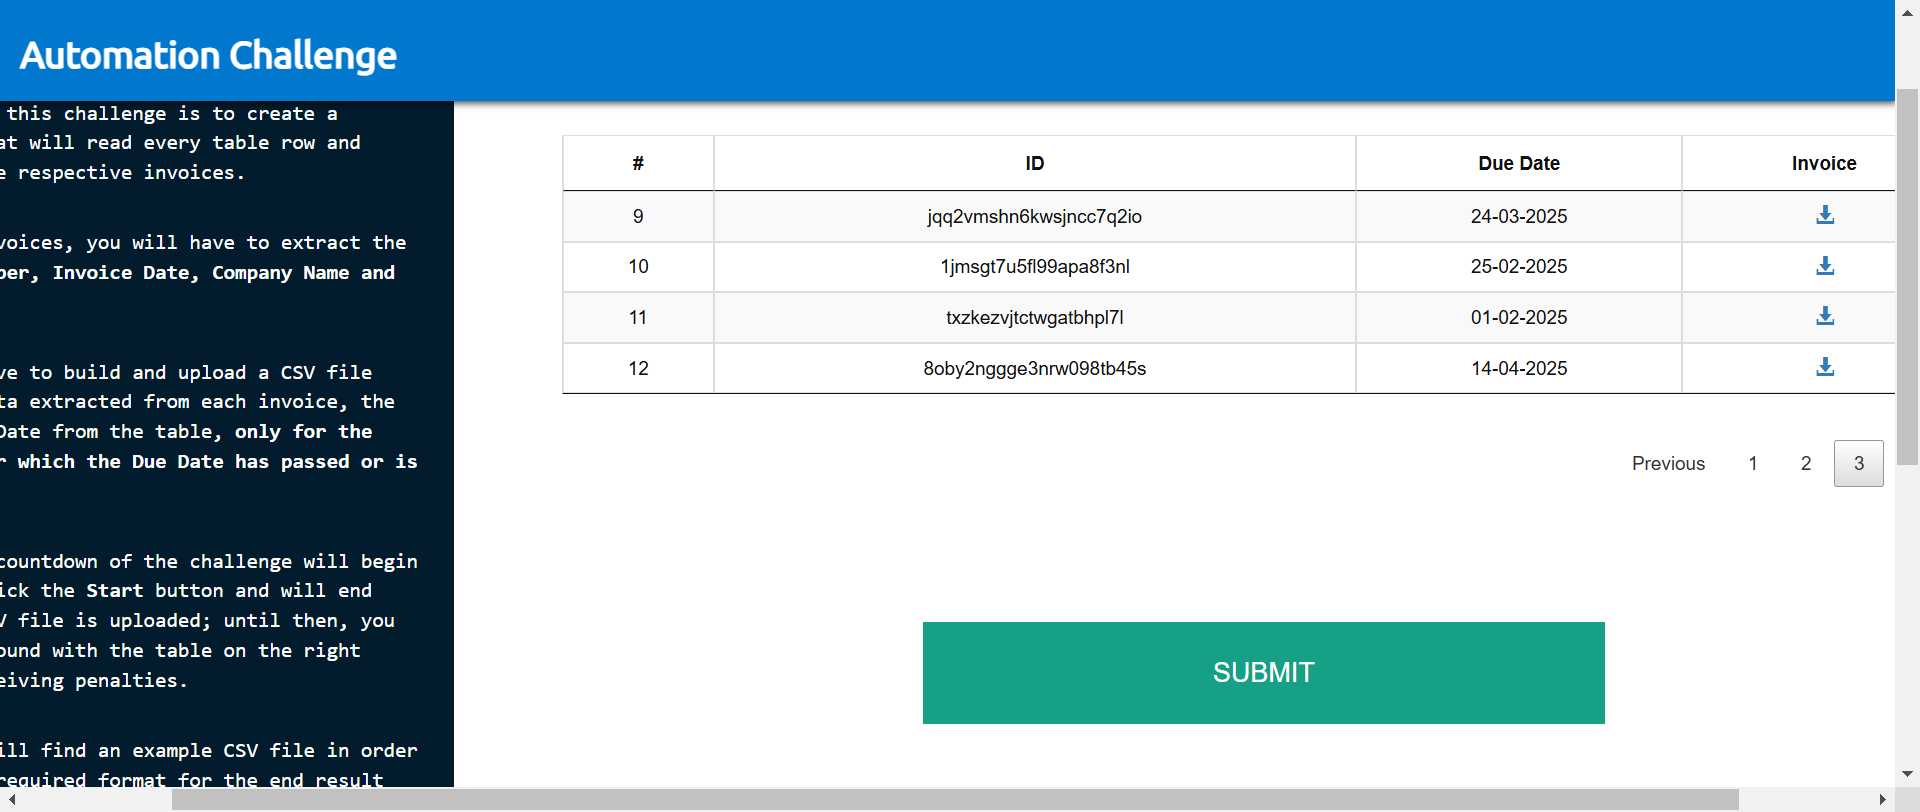 Automation Challenge
this challenge is to create a
at will read every table row and
e respective invoices.
voices, you will have to extract the
ber, Invoice Date, Company Name and
ve to build and upload a CSV file
ta extracted from each invoice, the
Date from the table, only for the
r which the Due Date has passed or is
countdown of the challenge will begin
ick the Start button and will end
V file is uploaded; until then, you
ound with the table on the right
eiving penalties.
ill find an example CSV file in order
required format for the end result
# ID Due Date Invoice
9 jqq2vmshn6kwsjncc7q2io 24-03-2025
10 1jmsgt7u5fl99apa8f3nl 25-02-2025
11 txzkezvjtctwgatbhpl7l 01-02-2025
12 8oby2nggge3nrw098tb45s 14-04-2025
Previous 1 2 3
SUBMIT